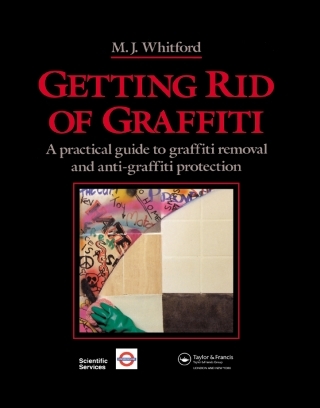 M. J. Whitford
GETTING RID
OF GRAFFITI
A practical guide to graffiti removal
and anti-graffiti protection
Scientific
Services
Taylor & Francis